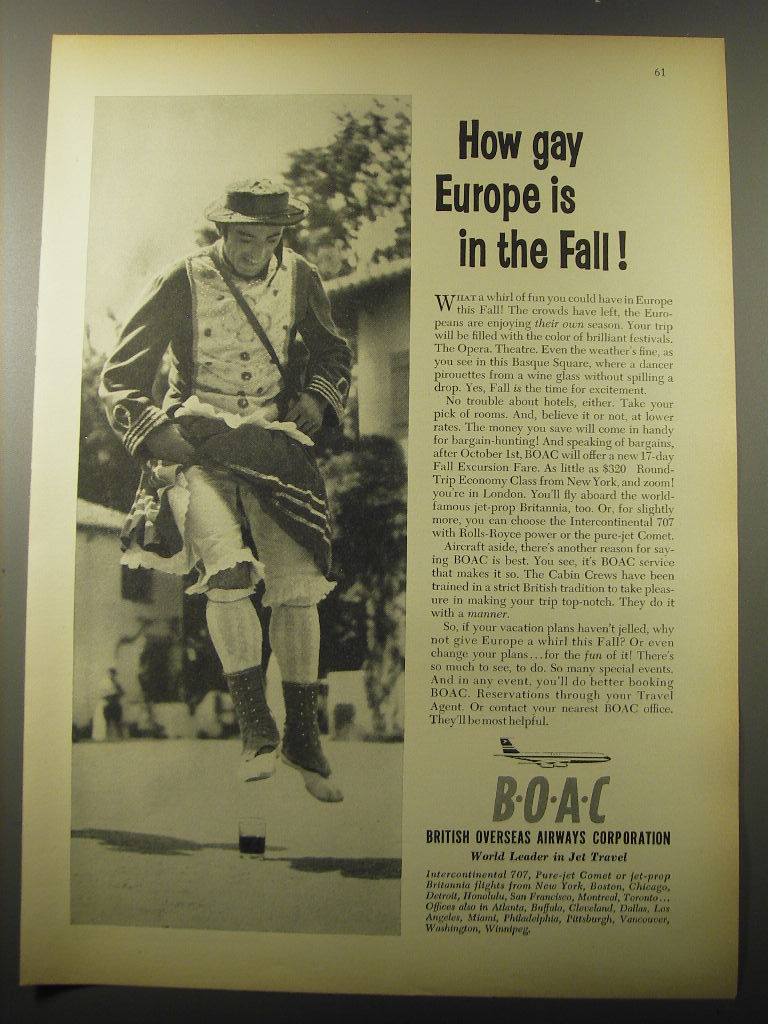 61
How gay
Europe is
in the Fall!
WHAT a whirl of fun you could have in Europe
this Fall! The crowds have left, the Euro-
peans are enjoying their own season. Your trip
will be filled with the color of brilliant festivals.
The Opera. Theatre. Even the weather's fine, as
you see in this Basque Square, where a dancer
pirouettes from a wine glass without spilling a
drop. Yes, Fall is the time for excitement.
No trouble about hotels, either. Take your
pick of rooms. And, believe it or not, at lower
rates. The money you save will come in handy
for bargain-hunting! And speaking of bargains,
after October 1st, BOAC will offer a new 17-day
Fall Excursion Fare. As little as $320 Round-
Trip Economy Class from New York, and zoom!
you're in London. You'll fly aboard the world-
famous jet-prop Britannia, too. Or, for slightly
more, you can choose the Intercontinental 707
with Rolls-Royce power or the pure-jet Comet.
Aircraft aside, there's another reason for say-
ing BOAC is best. You see, it's BOAC service
that makes it so. The Cabin Crews have been
trained in a strict British tradition to take pleas-
ure in making your trip top-notch. They do it
with a manner.
So, if your vacation plans haven't jelled, why
not give Europe a whirl this Fall? Or even
change your plans...for the fun of it! There's
so much to see, to do. So many special events.
And in any event, you'll do better booking
BOAC. Reservations through your Travel
Agent. Or contact your nearest BOAC office.
They'll be most helpful.
B·O·A·C
BRITISH OVERSEAS AIRWAYS CORPORATION
World Leader in Jet Travel
Intercontinental 707, Pure-jet Comet or jet-prop
Britannia flights from New York, Boston, Chicago,
Detroit, Honolulu, San Francisco, Montreal, Toronto...
Offices also in Atlanta, Buffalo, Cleveland, Dallas, Los
Angeles, Miami, Philadelphia, Pittsburgh, Vancouver,
Washington, Winnipeg.